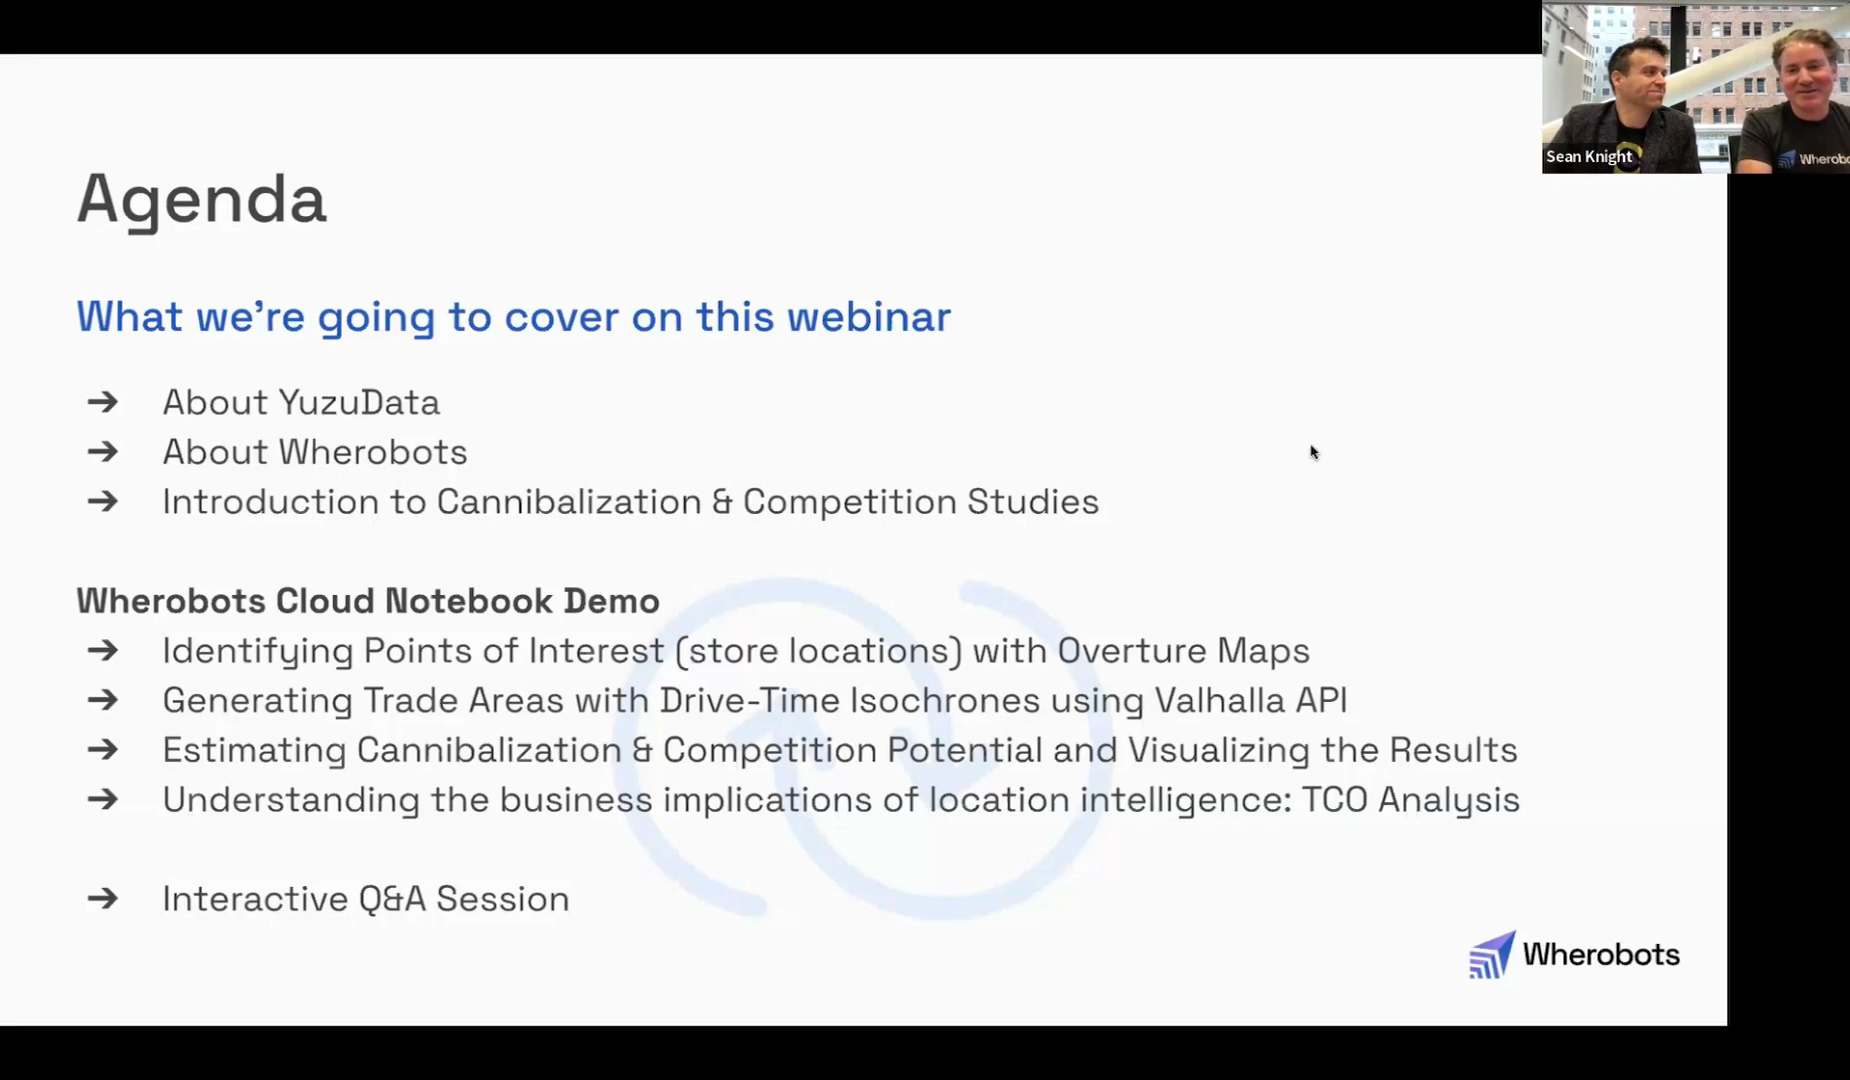 Sean Knight
Wherobo
Agenda
What we're going to cover on this webinar
➔ About YuzuData
➔ About Wherobots
➔ Introduction to Cannibalization & Competition Studies
Wherobots Cloud Notebook Demo
➔ Identifying Points of Interest (store locations) with Overture Maps
➔ Generating Trade Areas with Drive-Time Isochrones using Valhalla API
➔ Estimating Cannibalization & Competition Potential and Visualizing the Results
➔ Understanding the business implications of location intelligence: TCO Analysis
➔ Interactive Q&A Session
Wherobots